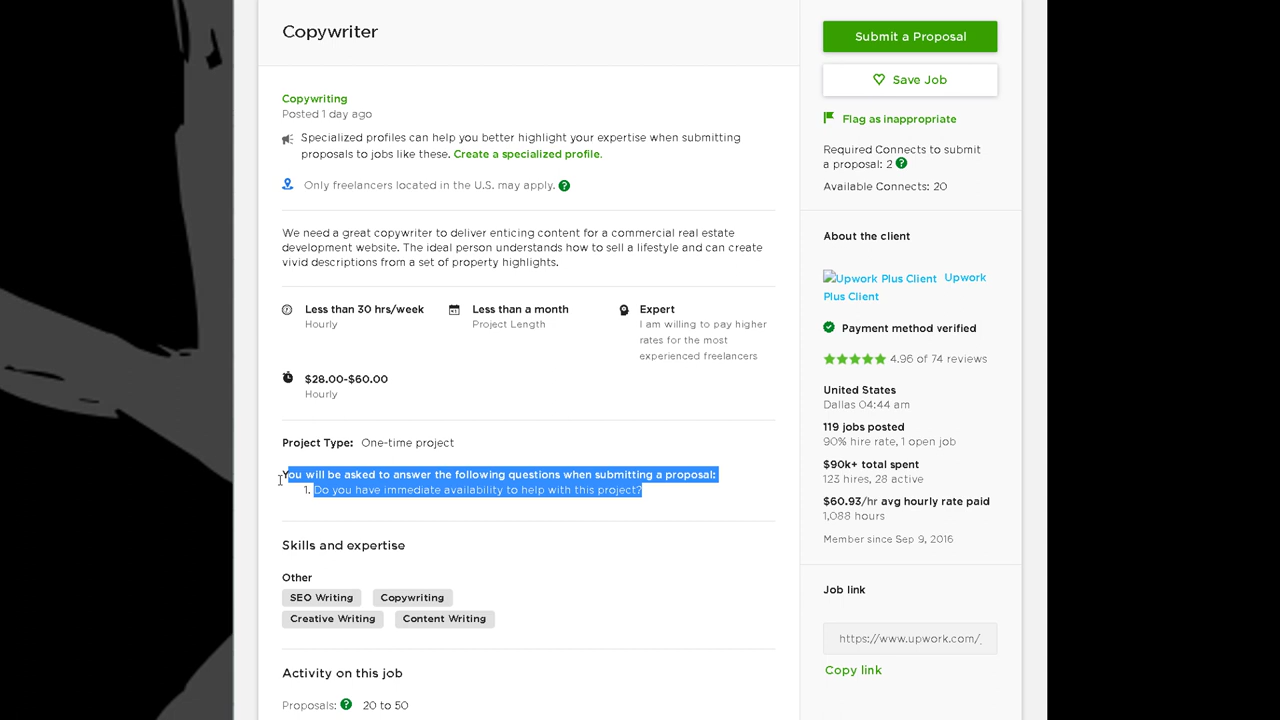 Copywriter
Copywriting
Posted 1 day ago
Specialized profiles can help you better highlight your expertise when submitting
proposals to jobs like these. Create a specialized profile.
Only freelancers located in the U.S. may apply. ?
We need a great copywriter to deliver enticing content for a commercial real estate
development website. The ideal person understands how to sell a lifestyle and can create
vivid descriptions from a set of property highlights.
Less than 30 hrs/week
Hourly
Less than a month
Project Length
Expert
I am willing to pay higher
rates for the most
experienced freelancers
$28.00-$60.00
Hourly
Project Type: One-time project
You will be asked to answer the following questions when submitting a proposal:
1. Do you have immediate availability to help with this project?
Skills and expertise
Other
SEO Writing Copywriting
Creative Writing Content Writing
Activity on this job
Proposals: ? 20 to 50
Submit a Proposal
Save Job
Flag as inappropriate
Required Connects to submit
a proposal: 2 ?
Available Connects: 20
About the client
Upwork Plus Client Upwork
Plus Client
Payment method verified
4.96 of 74 reviews
United States
Dallas 04:44 am
119 jobs posted
90% hire rate, 1 open job
$90k+ total spent
123 hires, 28 active
$60.93/hr avg hourly rate paid
1,088 hours
Member since Sep 9, 2016
Job link
https://www.upwork.com/
Copy link